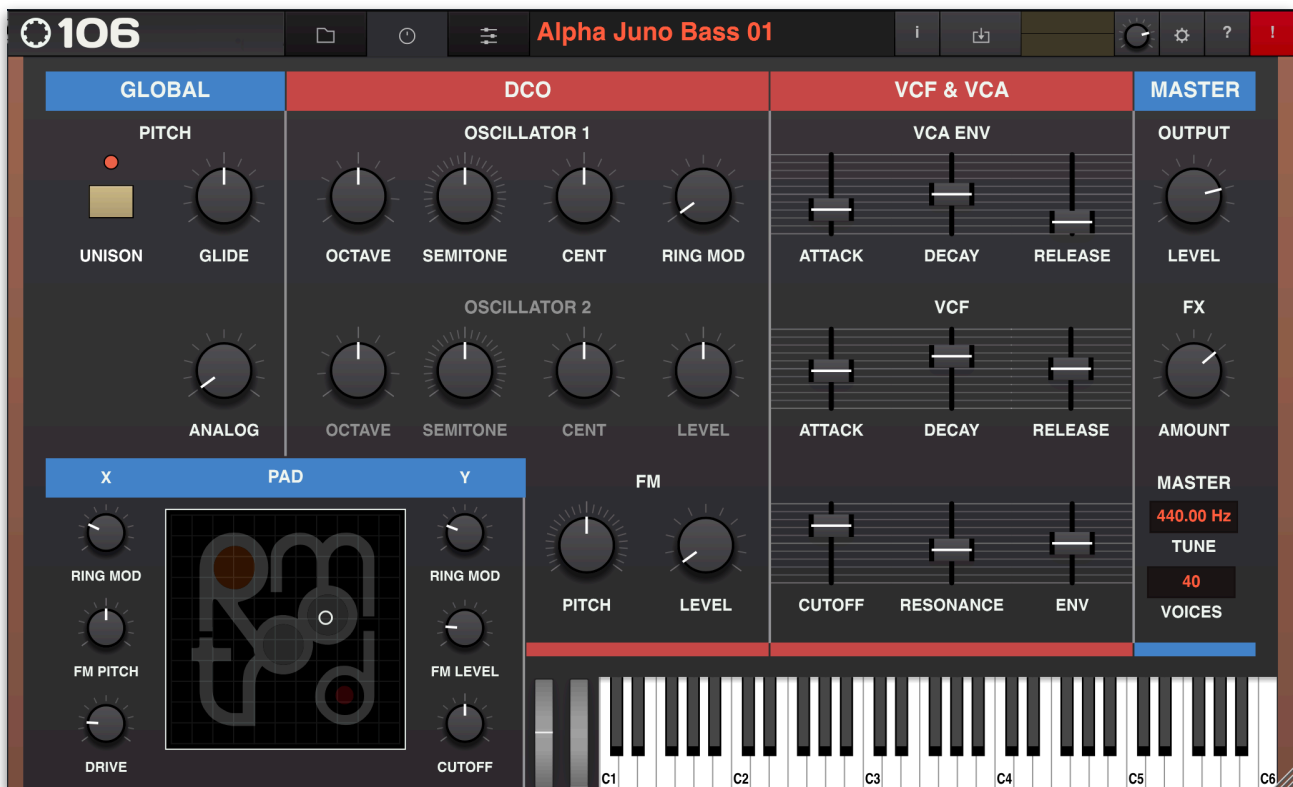 106
Alpha Juno Bass 01
i
?
!
GLOBAL
DCO
VCF & VCA
MASTER
PITCH
OSCILLATOR 1
VCA ENV
OUTPUT
UNISON
GLIDE
OCTAVE
SEMITONE
CENT
RING MOD
ATTACK
DECAY
RELEASE
LEVEL
OSCILLATOR 2
VCF
FX
ANALOG
OCTAVE
SEMITONE
CENT
LEVEL
ATTACK
DECAY
RELEASE
AMOUNT
X
PAD
Y
FM
MASTER
440.00 Hz
TUNE
RING MOD
RING MOD
40
PITCH
LEVEL
CUTOFF
RESONANCE
ENV
VOICES
FM PITCH
FM LEVEL
DRIVE
CUTOFF
C1
C2
C3
C4
C5
C6